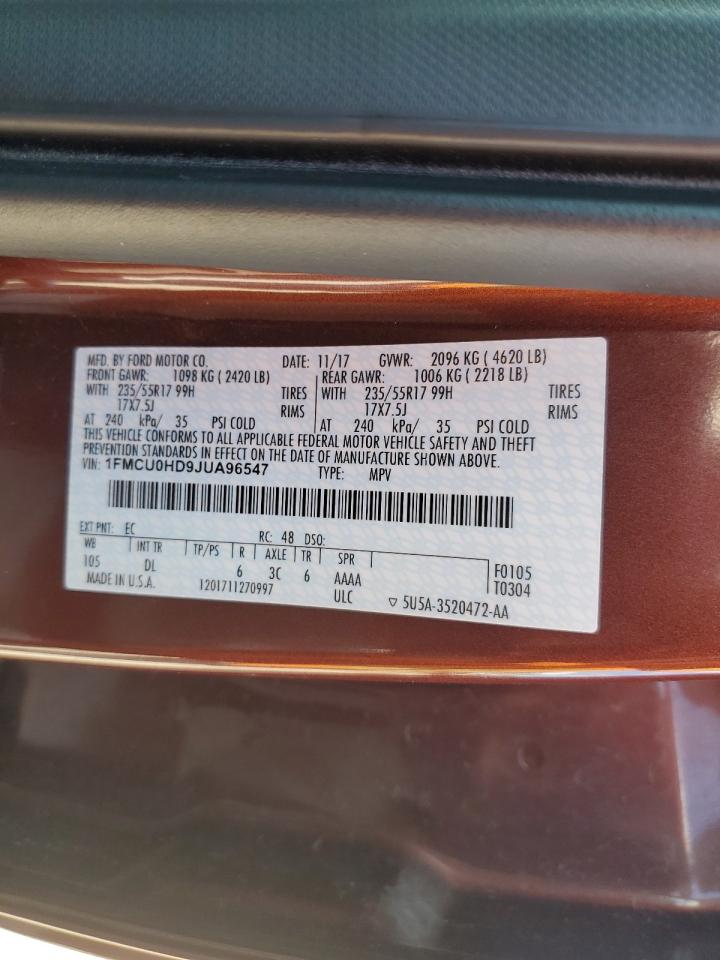 MFD. BY FORD MOTOR CO. DATE: 11/17 GVWR: 2096 KG ( 4620 LB)
FRONT GAWR: 1098 KG ( 2420 LB) REAR GAWR: 1006 KG ( 2218 LB)
WITH 235/55R17 99H TIRES WITH 235/55R17 99H TIRES
17X7.5J RIMS 17X7.5J RIMS
AT 240 kPa/ 35 PSI COLD AT 240 kPa/ 35 PSI COLD
THIS VEHICLE CONFORMS TO ALL APPLICABLE FEDERAL MOTOR VEHICLE SAFETY AND THEFT
PREVENTION STANDARDS IN EFFECT ON THE DATE OF MANUFACTURE SHOWN ABOVE.
VIN: 1FMCU0HD9JUA96547 TYPE: MPV
EXT PNT: EC RC: 48 DSO:
WB INT TR TP/PS R AXLE TR SPR
105 DL 6 3C 6 AAAA F0105
MADE IN U.S.A. 1201711270997 ULC T0304
▽ 5U5A-3520472-AA